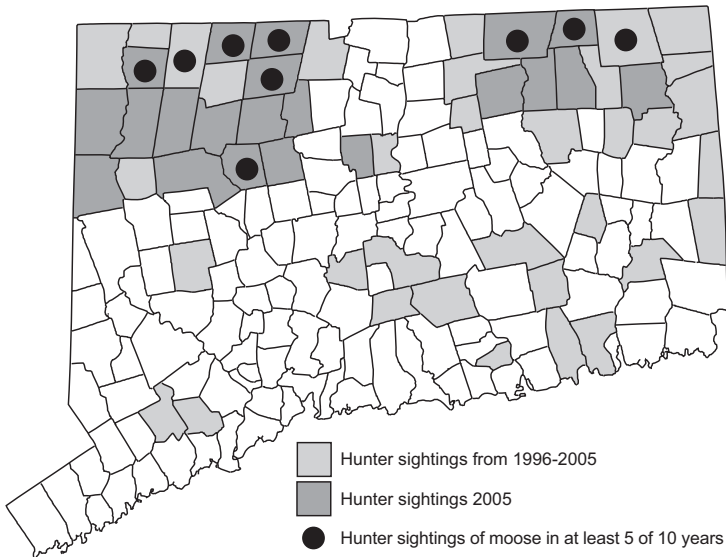 Hunter sightings from 1996-2005
Hunter sightings 2005
Hunter sightings of moose in at least 5 of 10 years